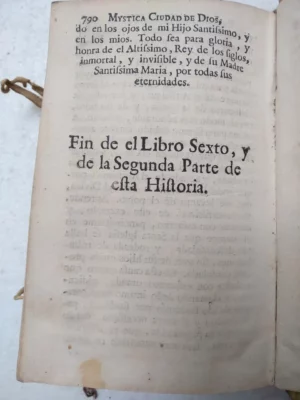 790 MYSTICA CIUDAD DE DIOS,
do en los ojos de mi Hijo Santiſsimo, y
en los mios. Todo ſea para gloria, y
honra de el Altiſsimo, Rey de los ſiglos,
inmortal, y inviſible, y de ſu Madre
Santiſsima Maria, por todas ſus
eternidades.
Fin de el Libro Sexto, y
de la Segunda Parte de
eſta Hiſtoria.